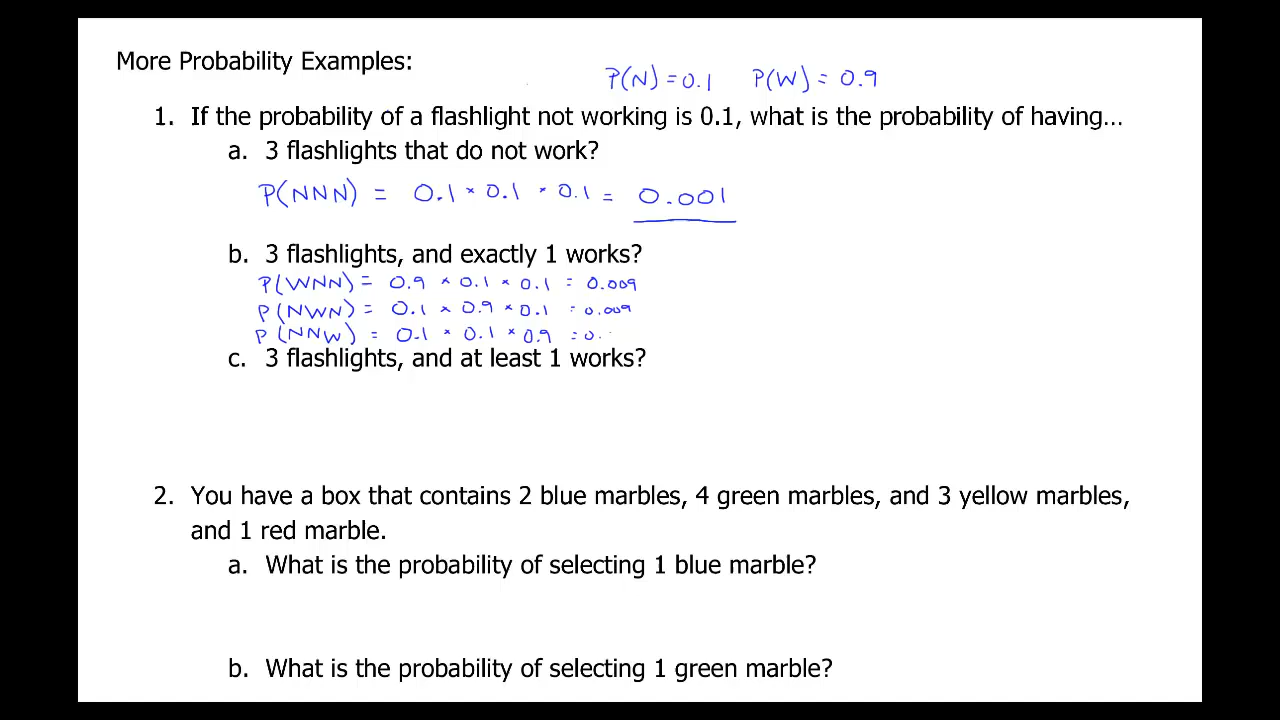 More Probability Examples:
P(N) = 0.1 P(W) = 0.9
1. If the probability of a flashlight not working is 0.1, what is the probability of having...
a. 3 flashlights that do not work?
P(NNN) = 0.1 * 0.1 * 0.1 = 0.001
b. 3 flashlights, and exactly 1 works?
P(WNN) = 0.9 * 0.1 * 0.1 = 0.009
P(NWN) = 0.1 * 0.9 * 0.1 = 0.009
P(NNW) = 0.1 * 0.1 * 0.9 = 0.
c. 3 flashlights, and at least 1 works?
2. You have a box that contains 2 blue marbles, 4 green marbles, and 3 yellow marbles,
and 1 red marble.
a. What is the probability of selecting 1 blue marble?
b. What is the probability of selecting 1 green marble?